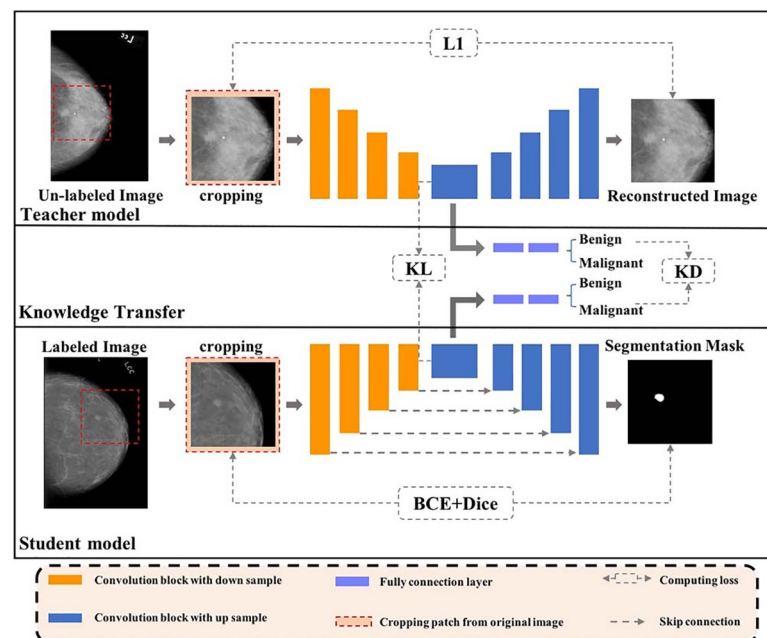 Lcc
L1
Un-labeled Image
cropping
Reconstructed Image
Teacher model
Benign
Malignant
KL
KD
Benign
Malignant
Knowledge Transfer
Labeled Image
cropping
Segmentation Mask
LCC
BCE+Dice
Student model
Convolution block with down sample
Fully connection layer
Computing loss
Convolution block with up sample
Cropping patch from original image
Skip connection